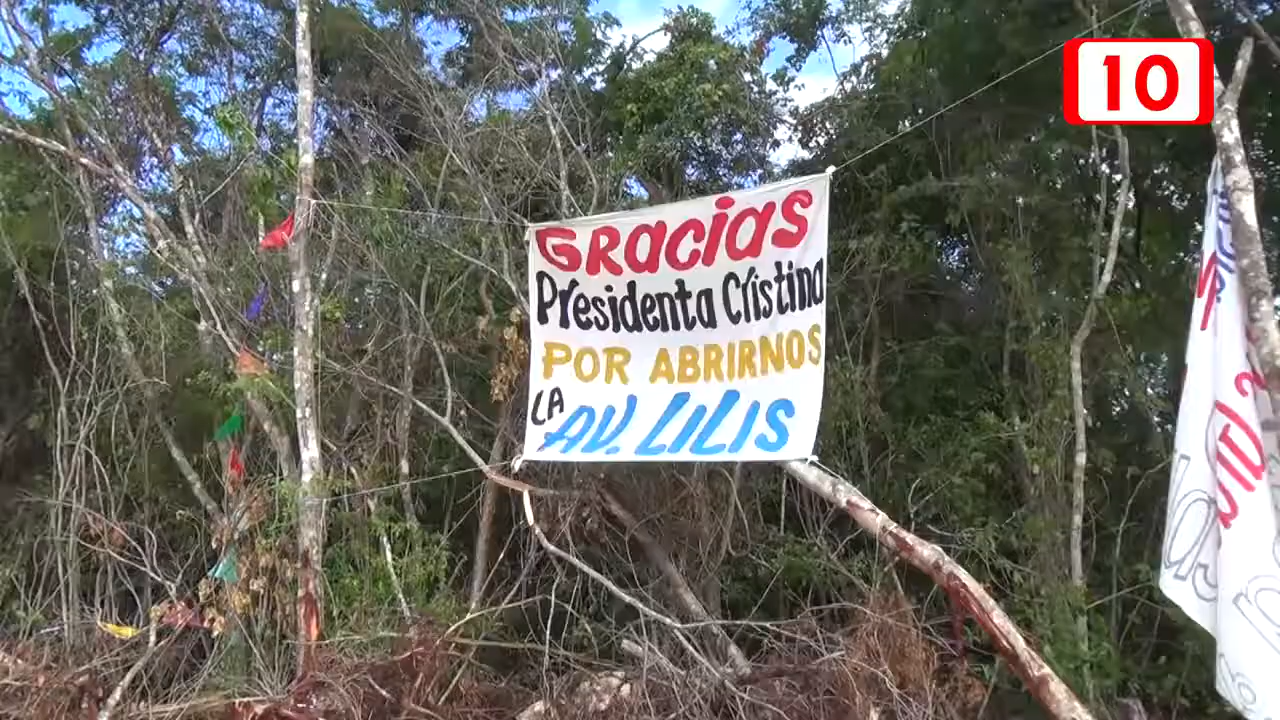 10
GRacias
Presidenta Cristina
POR ABRIRNOS
LA
AV. LILIS